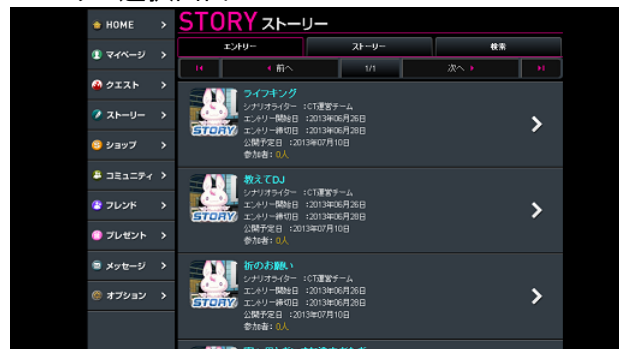 HOME
マイページ
クエスト
ストーリー
ショップ
コミュニティ
フレンド
プレゼント
メッセージ
オプション
STORY ストーリー
エントリー ストーリー 検索
前へ 1/1 次へ
ライフキング
シナリオライター :CT運営チーム
エントリー開始日 :2013年06月26日
エントリー締切日 :2013年06月28日
公開予定日 :2013年07月10日
参加者:0人
STORY
教えてDJ
シナリオライター :CT運営チーム
エントリー開始日 :2013年06月26日
エントリー締切日 :2013年06月28日
公開予定日 :2013年07月10日
参加者:0人
STORY
祈のお願い
シナリオライター :CT運営チーム
エントリー開始日 :2013年06月26日
エントリー締切日 :2013年06月28日
公開予定日 :2013年07月10日
参加者:0人
STORY